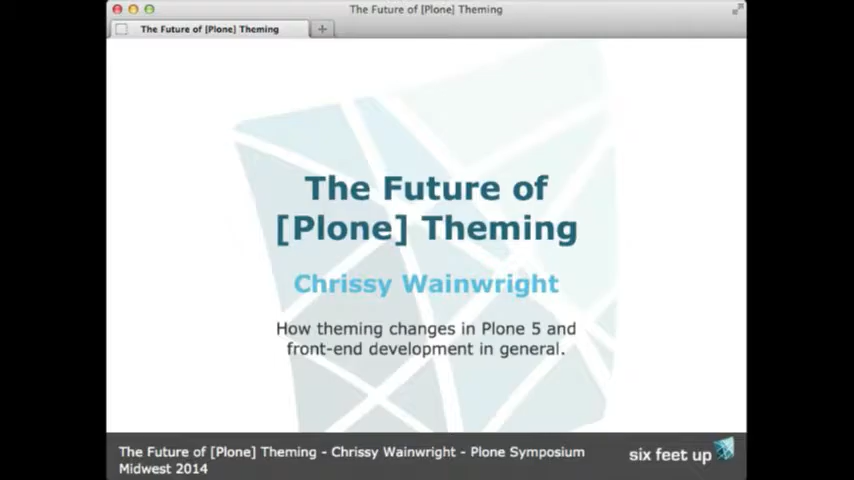 The Future of [Plone] Theming
The Future of [Plone] Theming
The Future of
[Plone] Theming
Chrissy Wainwright
How theming changes in Plone 5 and
front-end development in general.
The Future of [Plone] Theming - Chrissy Wainwright - Plone Symposium
Midwest 2014
six feet up